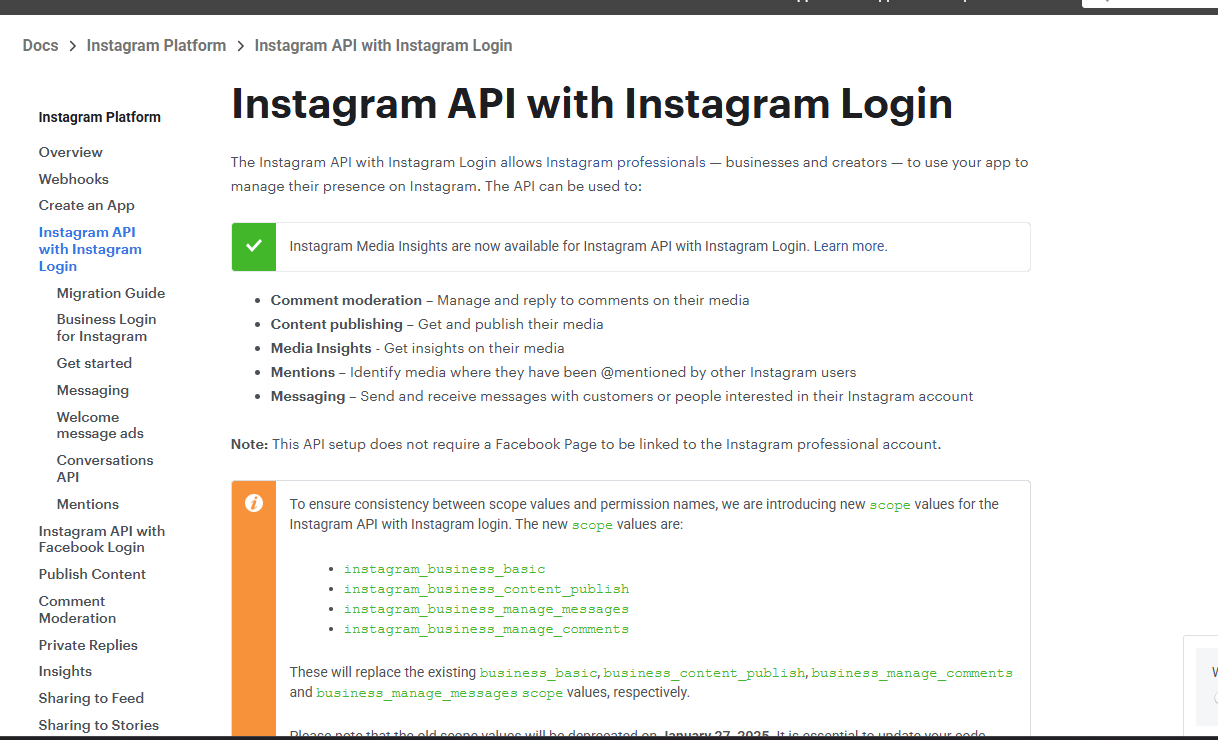 Docs > Instagram Platform > Instagram API with Instagram Login
Instagram Platform
Overview
Webhooks
Create an App
Instagram API
with Instagram
Login
Migration Guide
Business Login
for Instagram
Get started
Messaging
Welcome
message ads
Conversations
API
Mentions
Instagram API with
Facebook Login
Publish Content
Comment
Moderation
Private Replies
Insights
Sharing to Feed
Sharing to Stories
Instagram API with Instagram Login
The Instagram API with Instagram Login allows Instagram professionals — businesses and creators — to use your app to
manage their presence on Instagram. The API can be used to:
Instagram Media Insights are now available for Instagram API with Instagram Login. Learn more.
• Comment moderation – Manage and reply to comments on their media
• Content publishing – Get and publish their media
• Media Insights - Get insights on their media
• Mentions – Identify media where they have been @mentioned by other Instagram users
• Messaging – Send and receive messages with customers or people interested in their Instagram account
Note: This API setup does not require a Facebook Page to be linked to the Instagram professional account.
To ensure consistency between scope values and permission names, we are introducing new scope values for the
Instagram API with Instagram login. The new scope values are:
• instagram_business_basic
• instagram_business_content_publish
• instagram_business_manage_messages
• instagram_business_manage_comments
These will replace the existing business_basic, business_content_publish, business_manage_comments
and business_manage_messages scope values, respectively.
Please note that the old scope values will be deprecated on January 27, 2025. It is essential to update your code